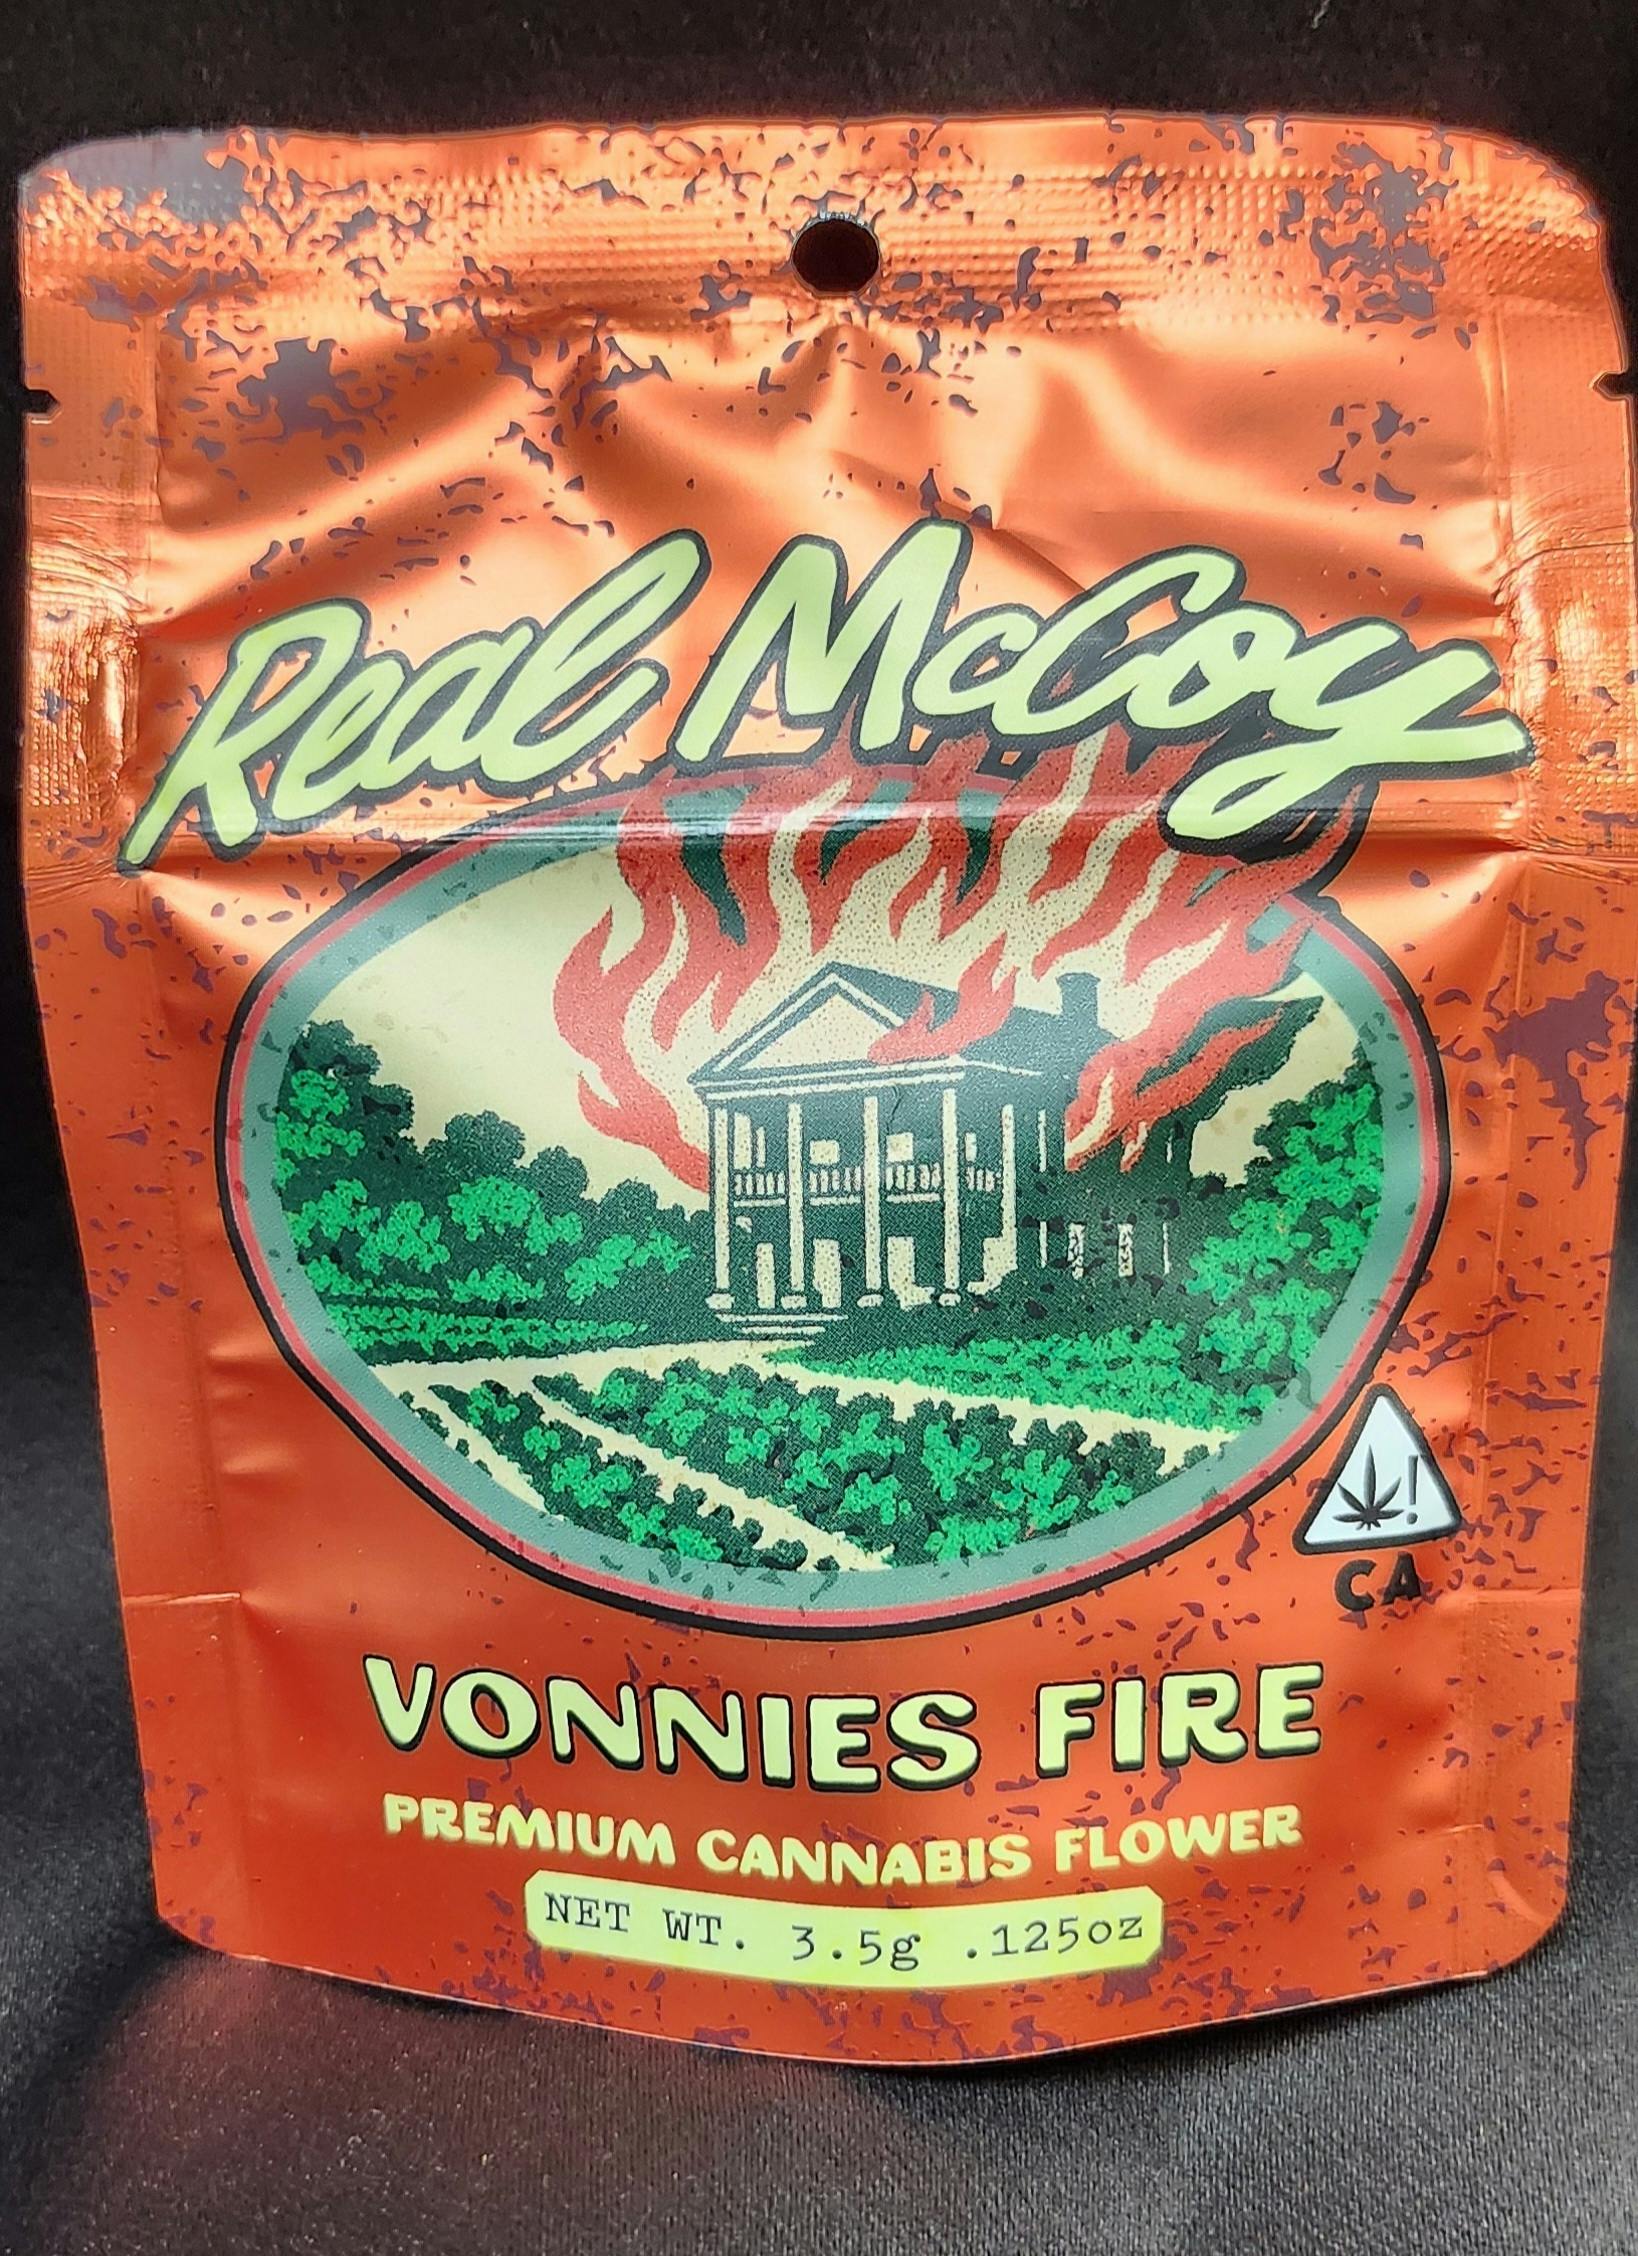 Real McCoy
!
CA
VONNIES FIRE
PREMIUM CANNABIS FLOWER
NET WT. 3.5g .125oz